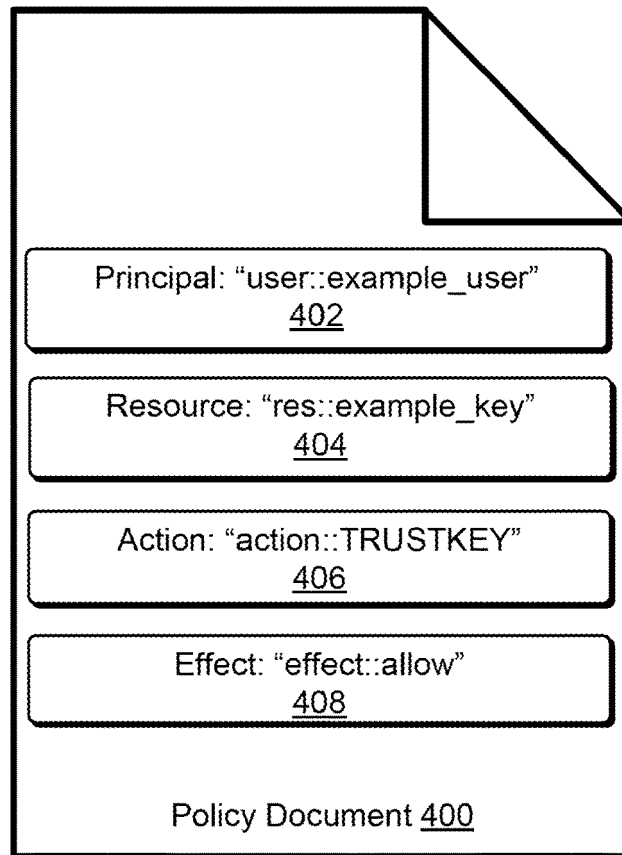 Principal: “user::example_user”
402
Resource: “res::example_key”
404
Action: “action::TRUSTKEY”
406
Effect: “effect::allow”
408
Policy Document 400